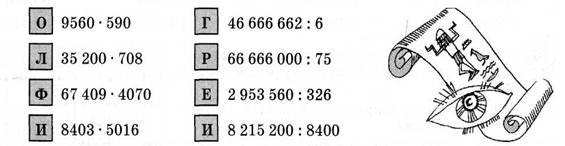 О 9560 · 590
Л 35 200 · 708
Ф 67 409 · 4070
И 8403 · 5016
Г 46 666 662 : 6
Р 66 666 000 : 75
Е 2 953 560 : 326
И 8 215 200 : 8400
С